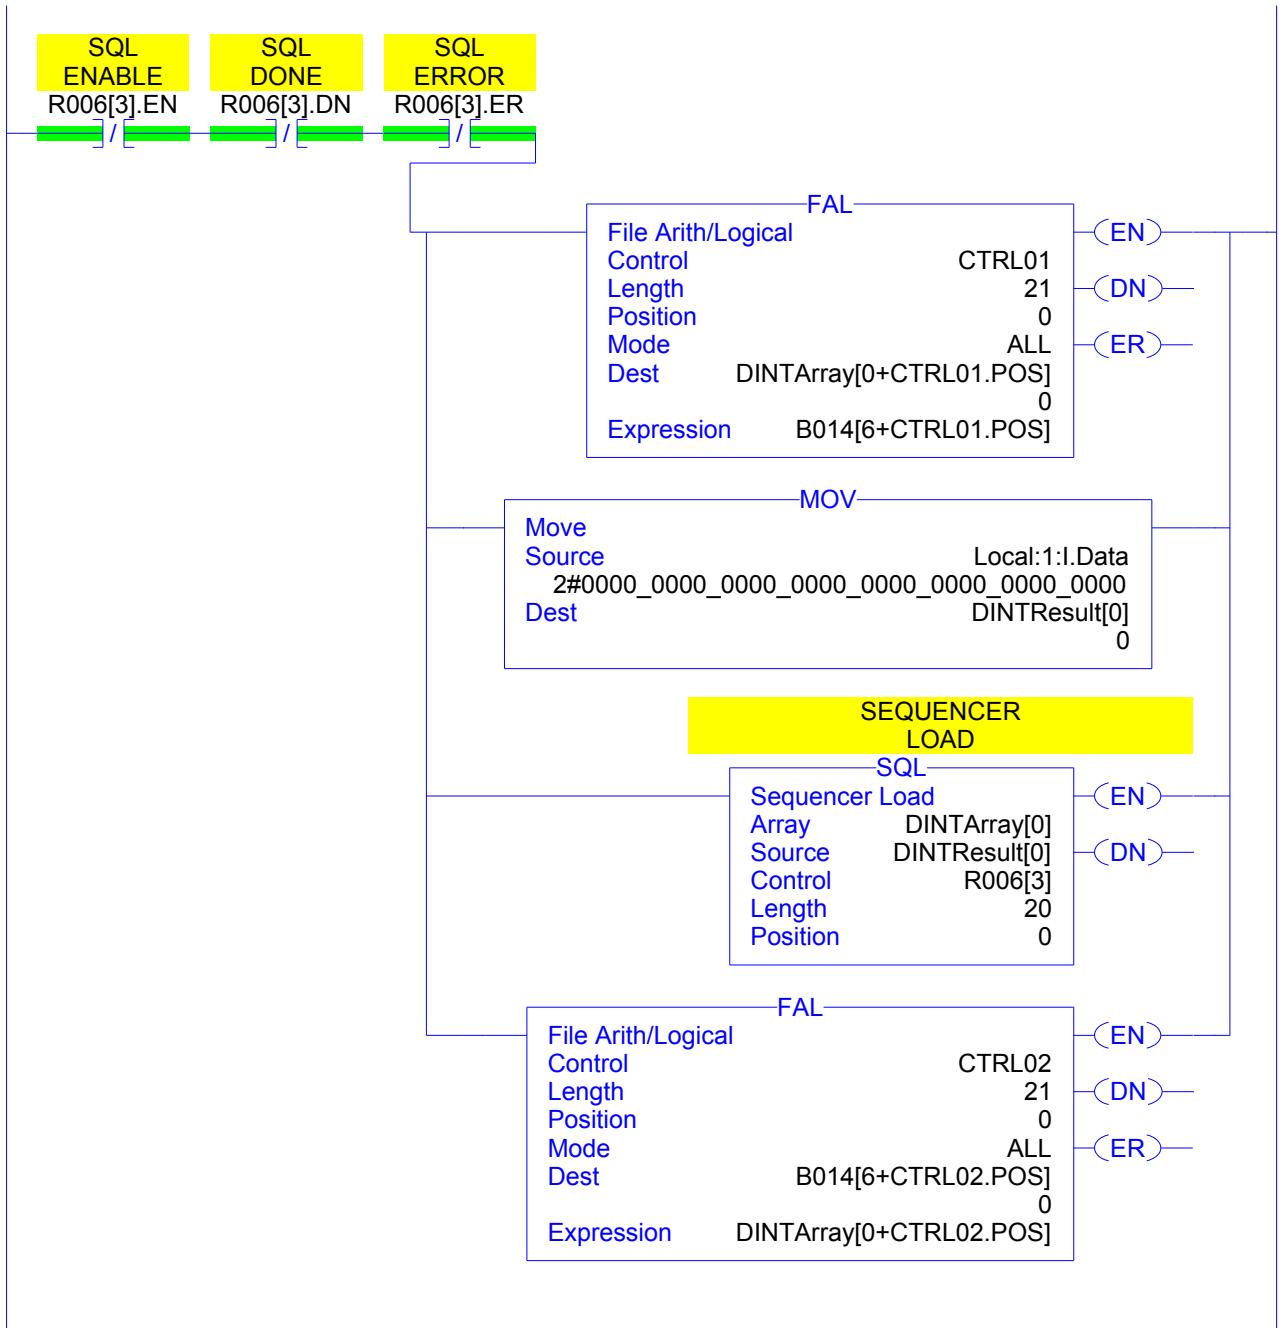 SQL
ENABLE
R006[3].EN
SQL
DONE
R006[3].DN
SQL
ERROR
R006[3].ER
/
/
/
FAL
File Arith/Logical
Control CTRL01
Length 21
Position 0
Mode ALL
Dest DINTArray[0+CTRL01.POS]
0
Expression B014[6+CTRL01.POS]
EN
DN
ER
MOV
Move
Source Local:1:I.Data
2#0000_0000_0000_0000_0000_0000_0000_0000
Dest DINTResult[0]
0
SEQUENCER
LOAD
SQL
Sequencer Load
Array DINTArray[0]
Source DINTResult[0]
Control R006[3]
Length 20
Position 0
EN
DN
FAL
File Arith/Logical
Control CTRL02
Length 21
Position 0
Mode ALL
Dest B014[6+CTRL02.POS]
0
Expression DINTArray[0+CTRL02.POS]
EN
DN
ER